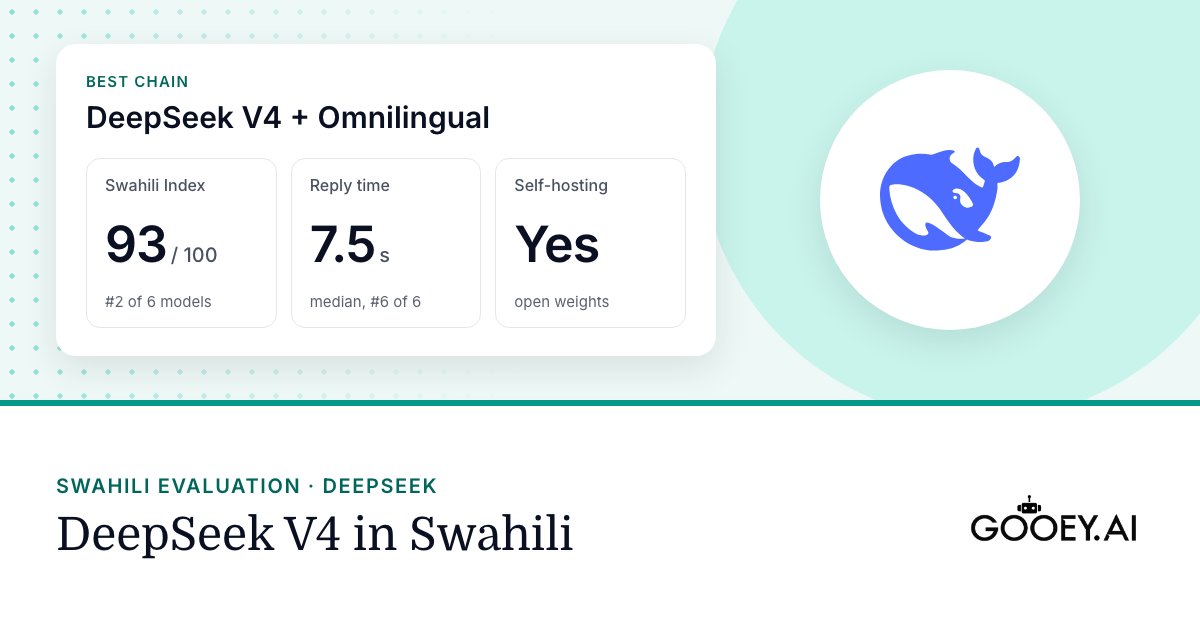 BEST CHAIN
DeepSeek V4 + Omnilingual
Swahili Index
93 / 100
#2 of 6 models
Reply time
7.5 s
median, #6 of 6
Self-hosting
Yes
open weights
SWAHILI EVALUATION · DEEPSEEK
DeepSeek V4 in Swahili
GOOEY.AI